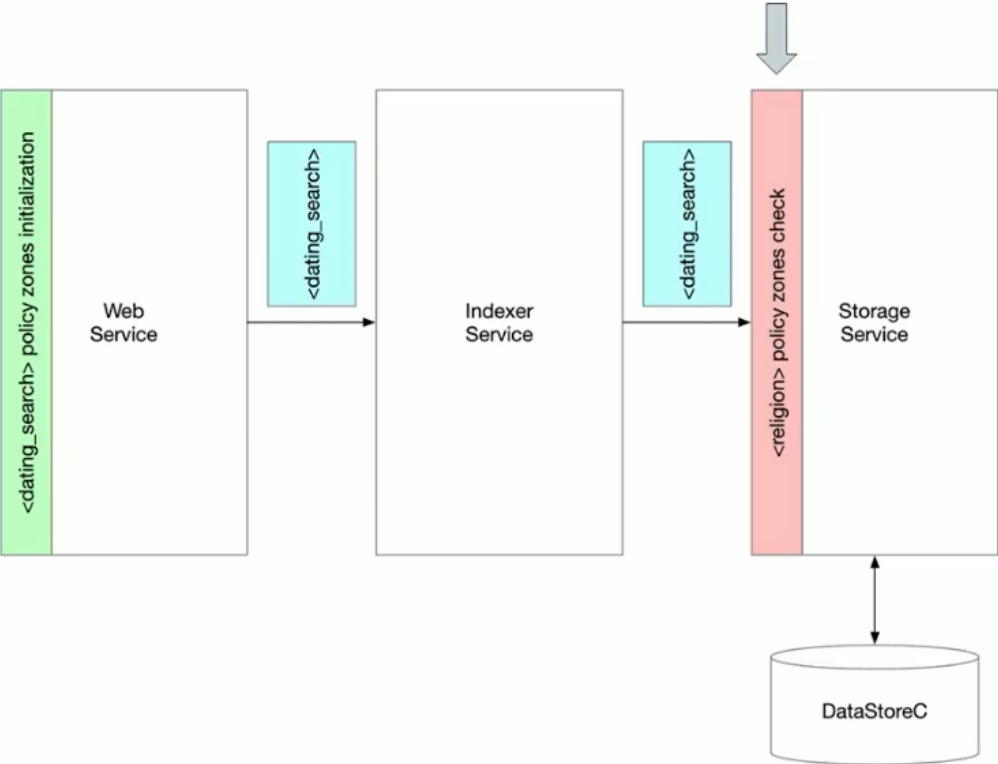 <dating_search> policy zones initialization
Web
Service
<dating_search>
Indexer
Service
<dating_search>
<religion> policy zones check
Storage
Service
DataStoreC